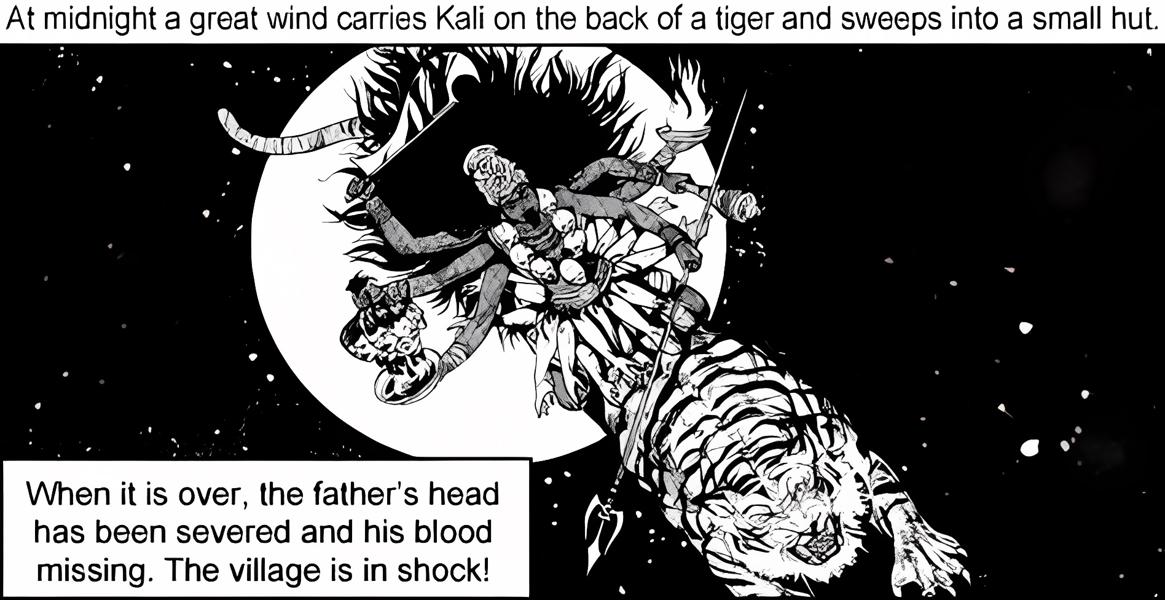 At midnight a great wind carries Kali on the back of a tiger and sweeps into a small hut.
When it is over, the father's head
has been severed and his blood
missing. The village is in shock!